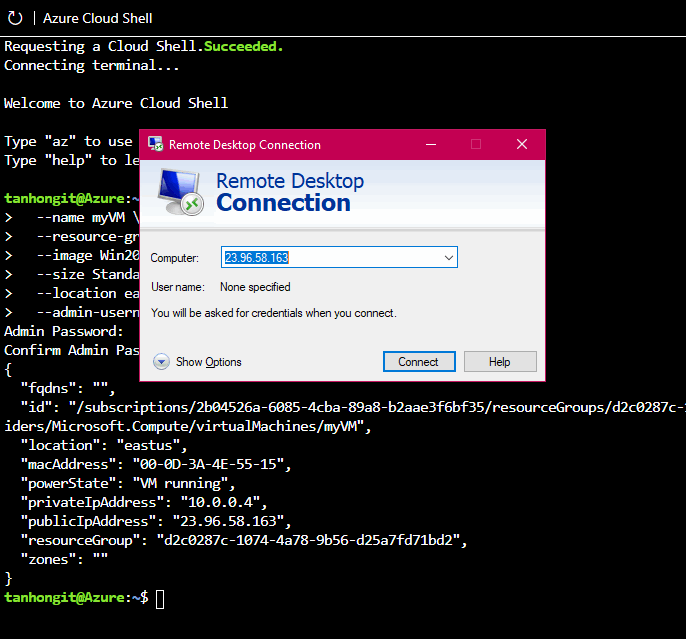 Azure Cloud Shell
Requesting a Cloud Shell.Succeeded.
Connecting terminal...
Welcome to Azure Cloud Shell
Type "az" to use
Type "help" to le
tanhongit@Azure:~
> --name myVM \
> --resource-gr
> --image Win20
> --size Standa
> --location ea
> --admin-usern
Admin Password:
Confirm Admin Pas
Remote Desktop Connection
Remote Desktop
Connection
Computer: 23.96.58.163
User name: None specified
You will be asked for credentials when you connect.
Show Options Connect Help
{
"fqdns": "",
"id": "/subscriptions/2b04526a-6085-4cba-89a8-b2aae3f6bf35/resourceGroups/d2c0287c-
iders/Microsoft.Compute/virtualMachines/myVM",
"location": "eastus",
"macAddress": "00-0D-3A-4E-55-15",
"powerState": "VM running",
"privateIpAddress": "10.0.0.4",
"publicIpAddress": "23.96.58.163",
"resourceGroup": "d2c0287c-1074-4a78-9b56-d25a7fd71bd2",
"zones": ""
}
tanhongit@Azure:~$